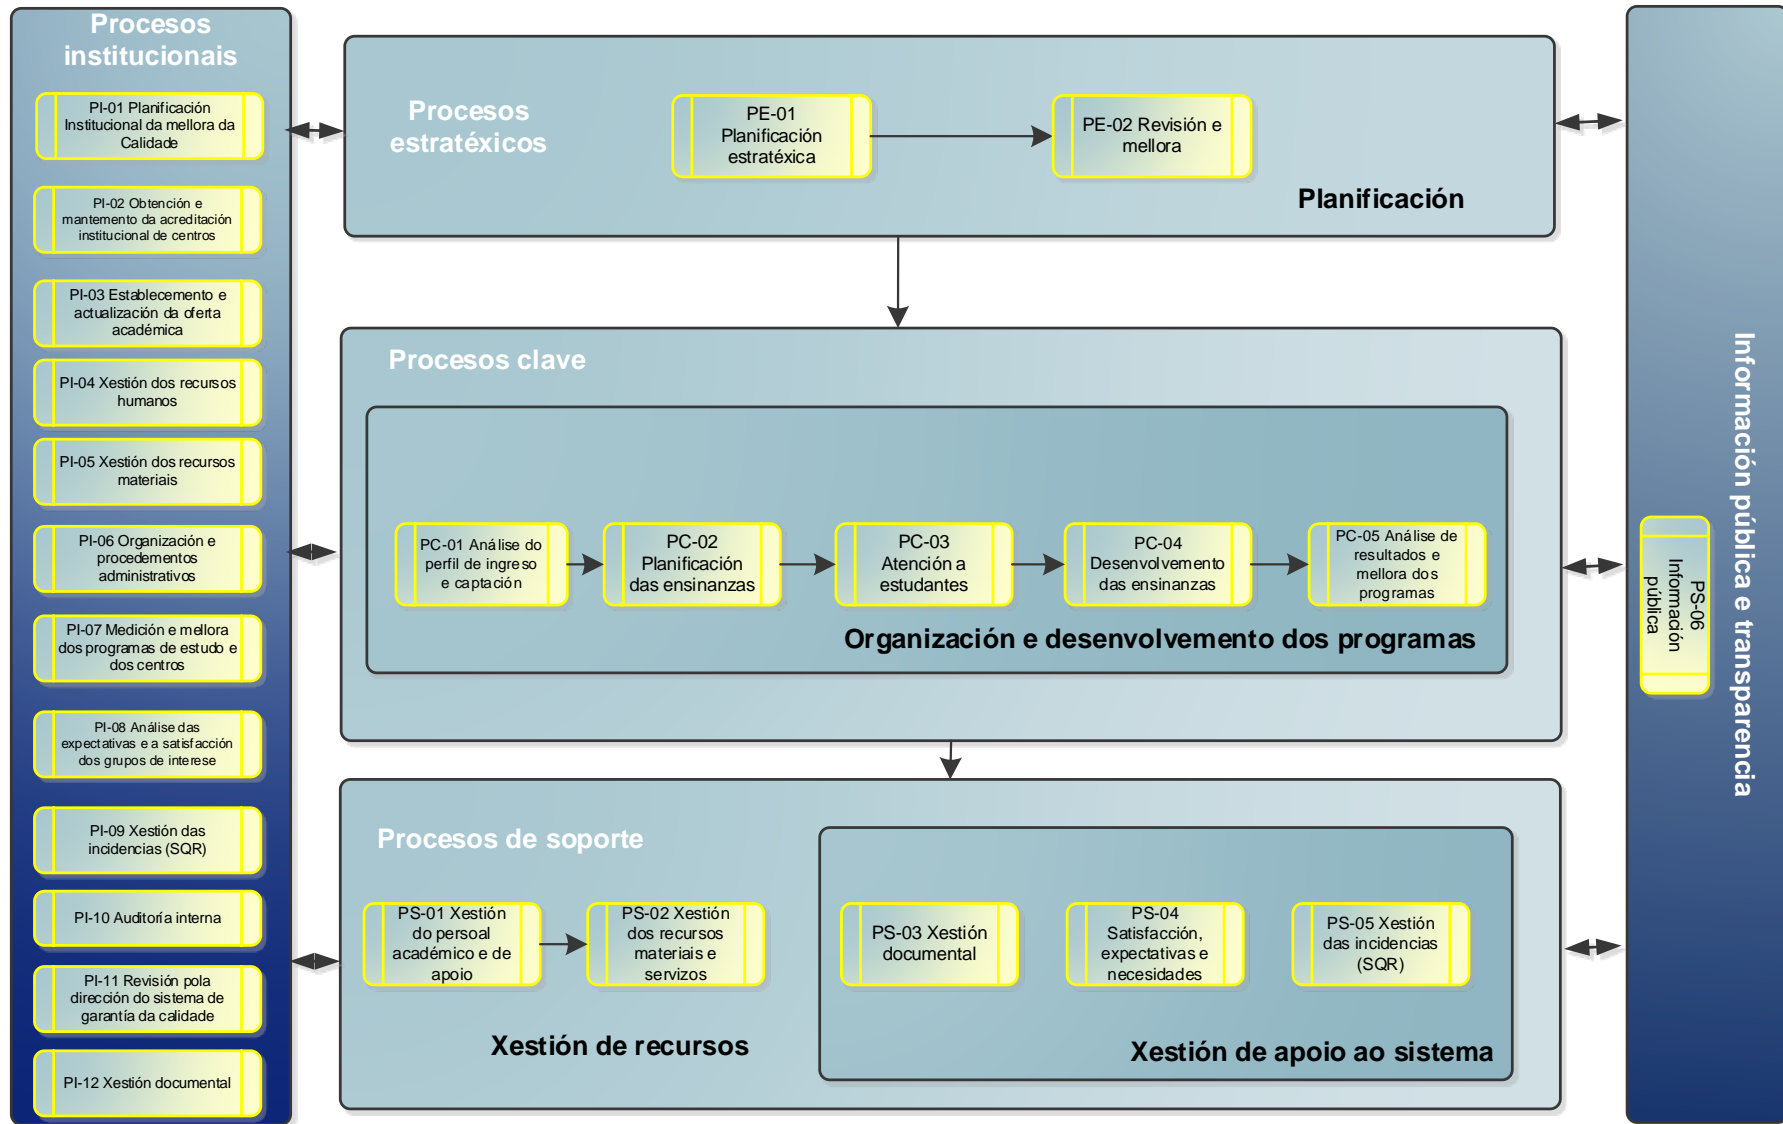 Procesos
institucionais
PI-01 Planificación
Institucional da mellora da
Calidade
PI-02 Obtención e
mantemento da acreditación
institucional de centros
PI-03 Establecemento e
actualización da oferta
académica
PI-04 Xestión dos recursos
humanos
PI-05 Xestión dos recursos
materiais
PI-06 Organización e
procedementos
administrativos
PI-07 Medición e mellora
dos programas de estudo e
dos centros
PI-08 Análise das
expectativas e a satisfacción
dos grupos de interese
PI-09 Xestión das
incidencias (SQR)
PI-10 Auditoría interna
PI-11 Revisión pola
dirección do sistema de
garantía da calidade
PI-12 Xestión documental
Procesos
estratéxicos
PE-01
Planificación
estratéxica
PE-02 Revisión e
mellora
Planificación
Procesos clave
PC-01 Análise do
perfil de ingreso
e captación
PC-02
Planificación
das ensinanzas
PC-03
Atención a
estudantes
PC-04
Desenvolvemento
das ensinanzas
PC-05 Análise de
resultados e
mellora dos
programas
Organización e desenvolvemento dos programas
Procesos de soporte
PS-01 Xestión
do persoal
académico e de
apoio
PS-02 Xestión
dos recursos
materiais e
servizos
Xestión de recursos
PS-03 Xestión
documental
PS-04
Satisfacción,
expectativas e
necesidades
PS-05 Xestión
das incidencias
(SQR)
Xestión de apoio ao sistema
Información pública e transparencia
PS-06
Información
pública